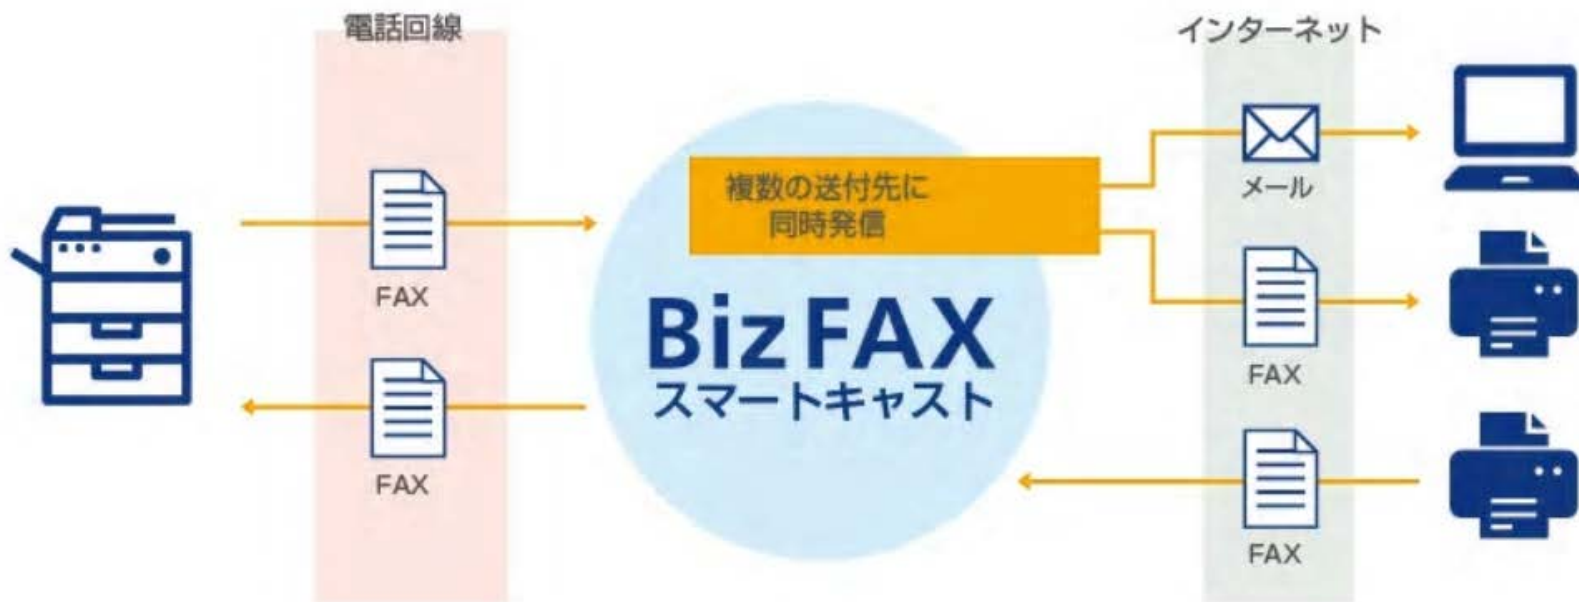 電話回線
インターネット
複数の送付先に
同時発信
メール
FAX
BizFAX
スマートキャスト
FAX
FAX
FAX